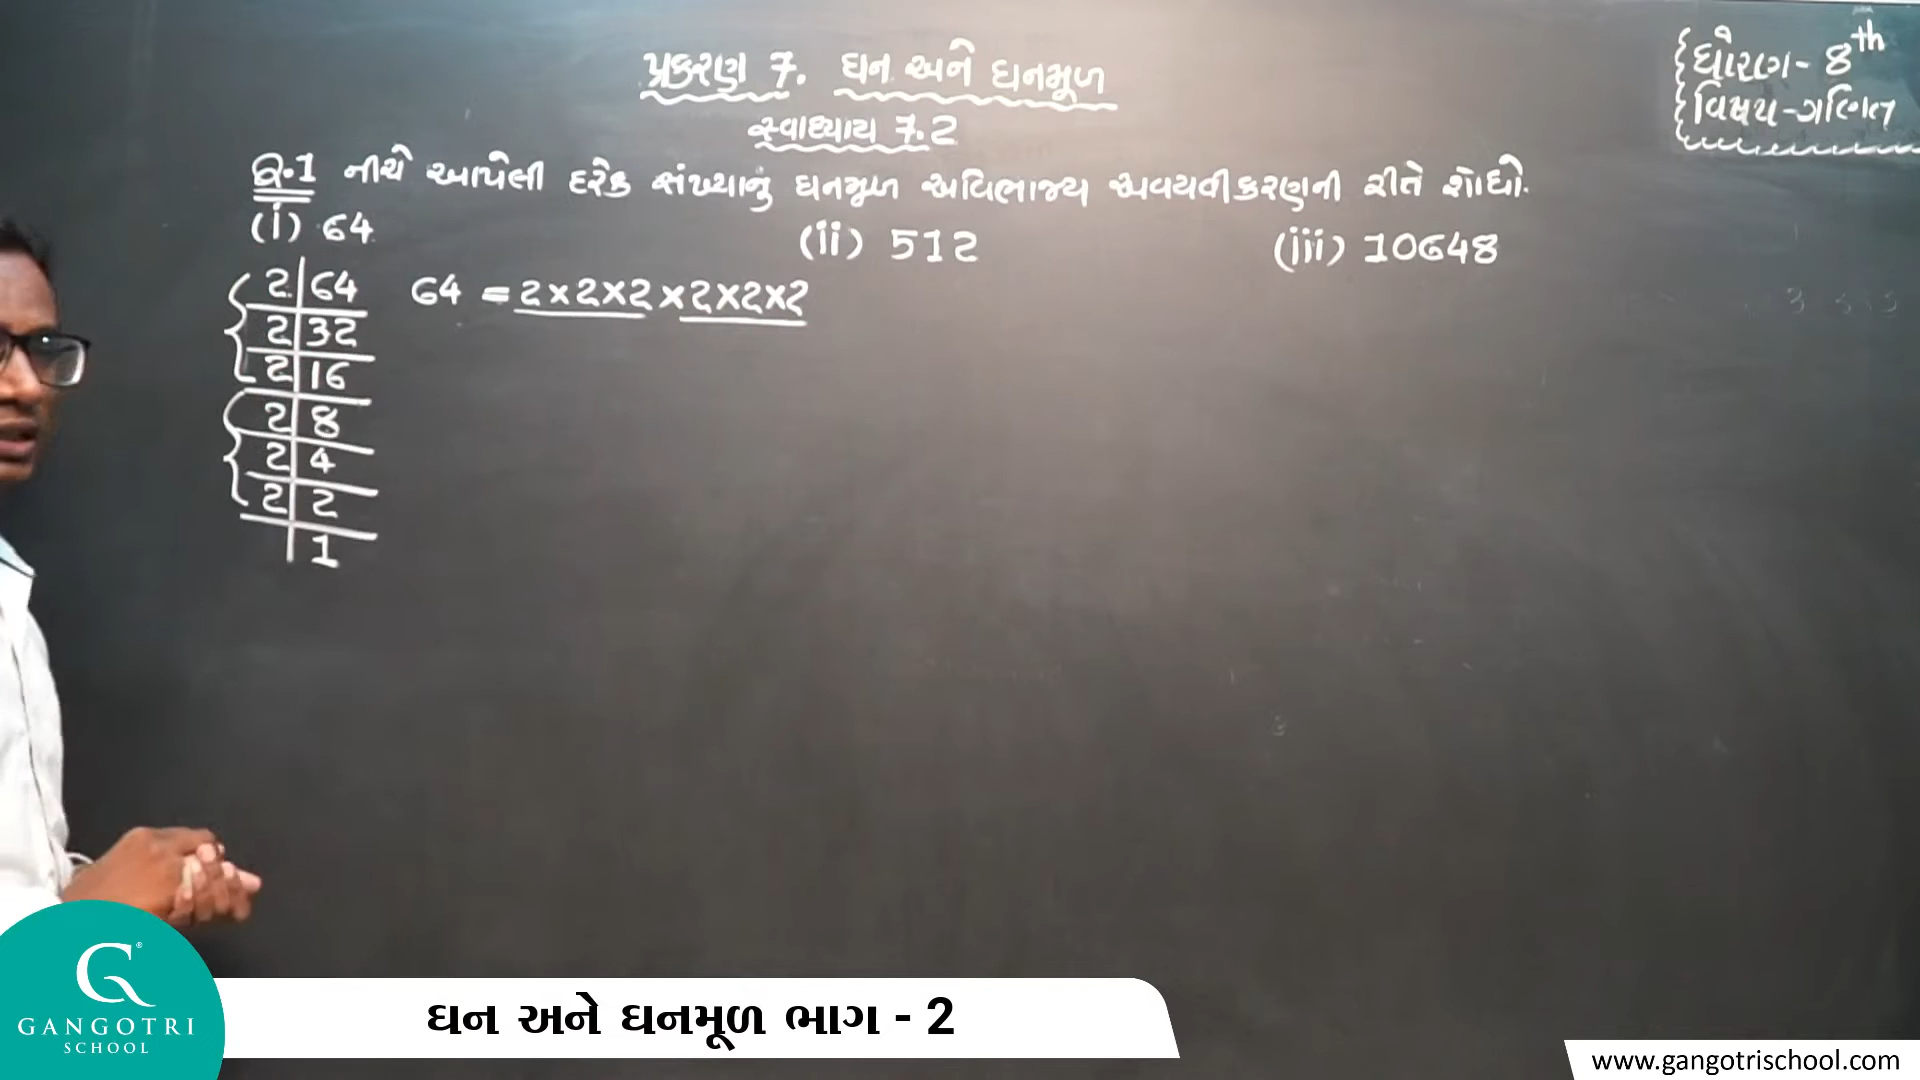 પ્રકરણ 7. ઘન અને ઘનમૂળ
સ્વાધ્યાય 7.2
ધોરણ - 8th
વિષય - ગણિત
Q.1 નીચે આપેલી દરેક સંખ્યાનું ઘનમૂળ અવિભાજ્ય અવયવીકરણની રીતે શોધો.
(i) 64 (ii) 512 (iii) 10648
2 | 64 64 = 2×2×2×2×2×2
2 | 32
2 | 16
2 | 8
2 | 4
2 | 2
| 1
G®
GANGOTRI
SCHOOL
ઘન અને ઘનમૂળ ભાગ - 2
www.gangotrischool.com